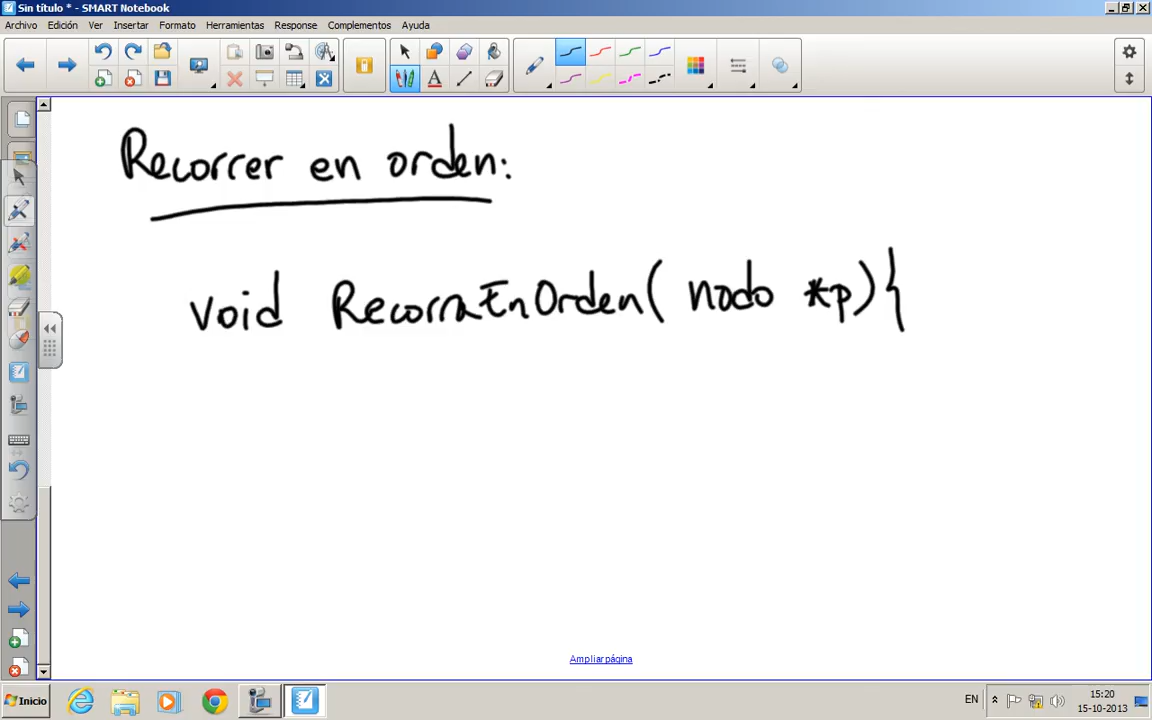 Sin título * - SMART Notebook
Archivo Edición Ver Insertar Formato Herramientas Response Complementos Ayuda
Recorrer en orden:
void RecorraEnOrden( nodo *p){
Ampliar página
Inicio
EN
15:20
15-10-2013